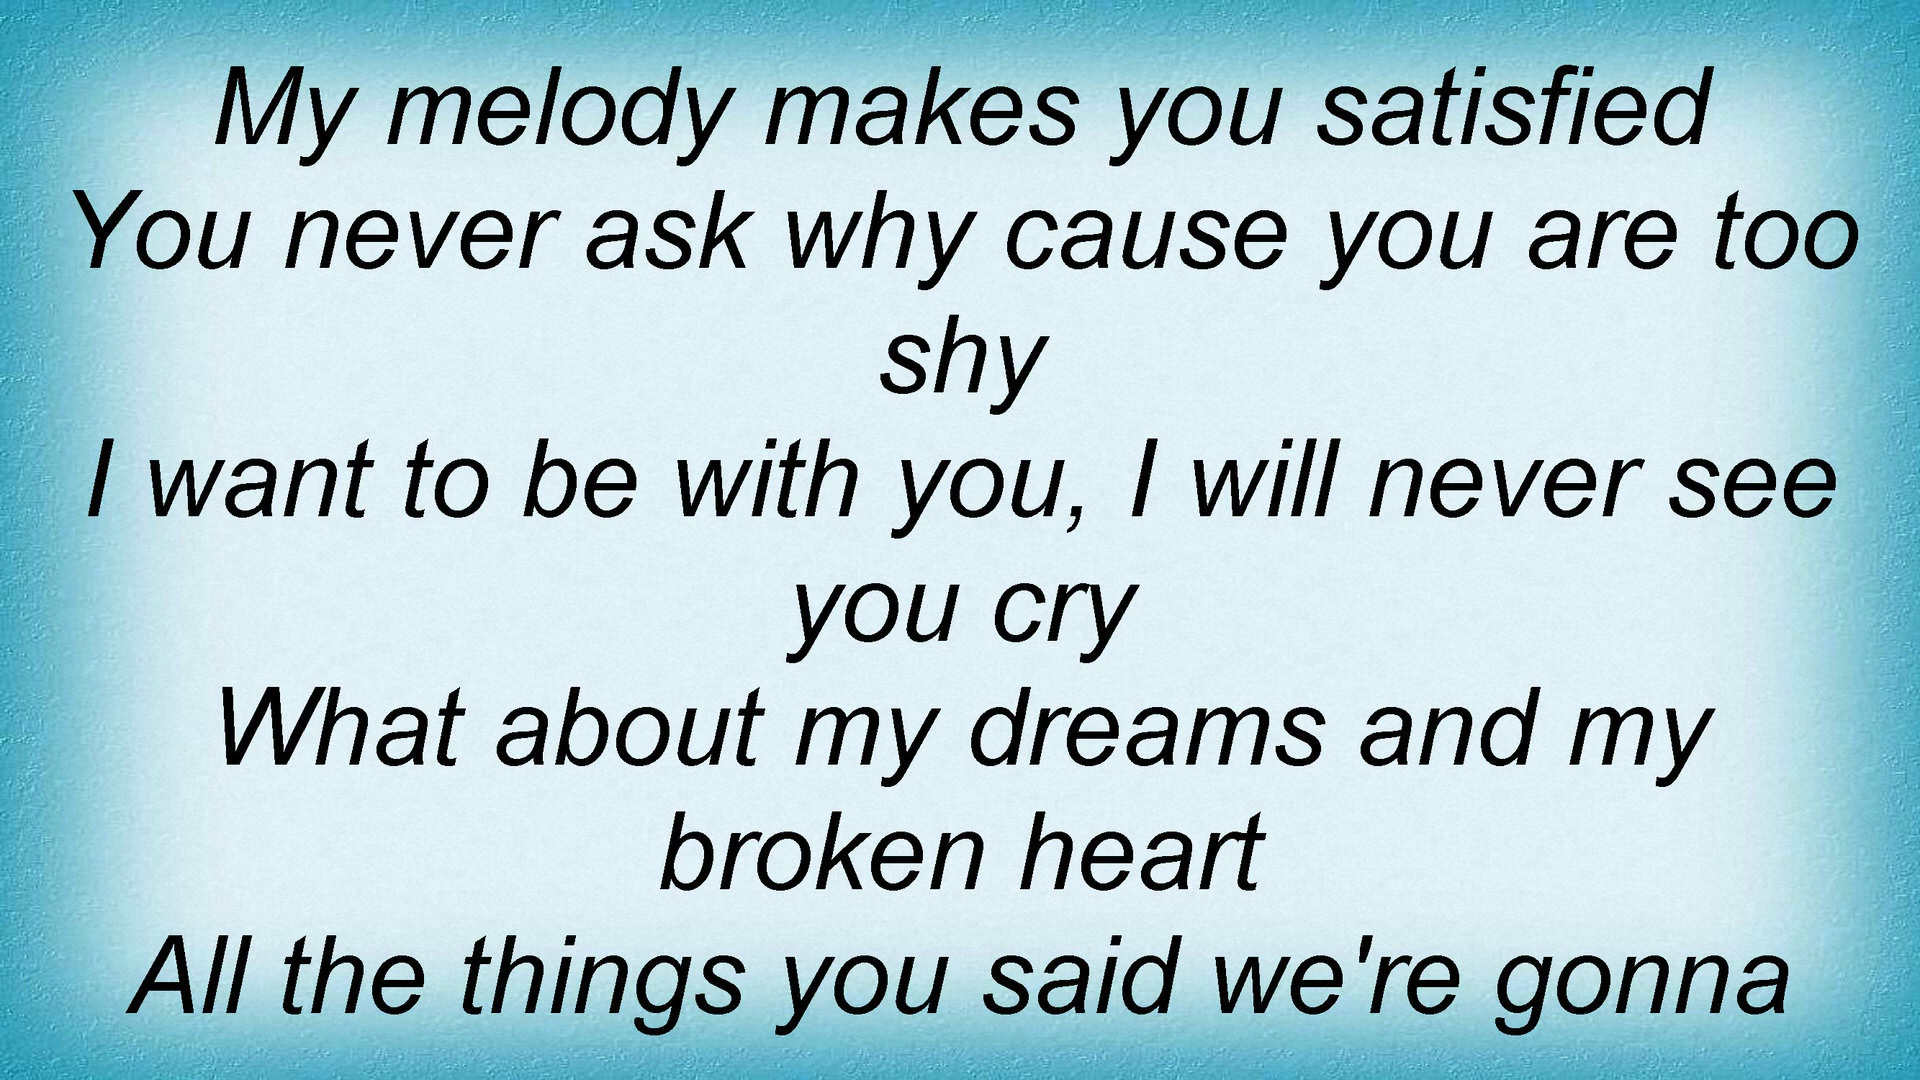 My melody makes you satisfied
You never ask why cause you are too
shy
I want to be with you, I will never see
you cry
What about my dreams and my
broken heart
All the things you said we're gonna